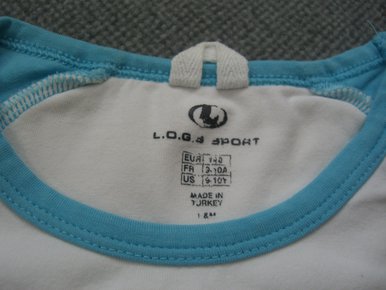 L
L.O.G.G SPORT
EUR 140
FR 9-10A
US 9-10Y
MADE IN
TURKEY